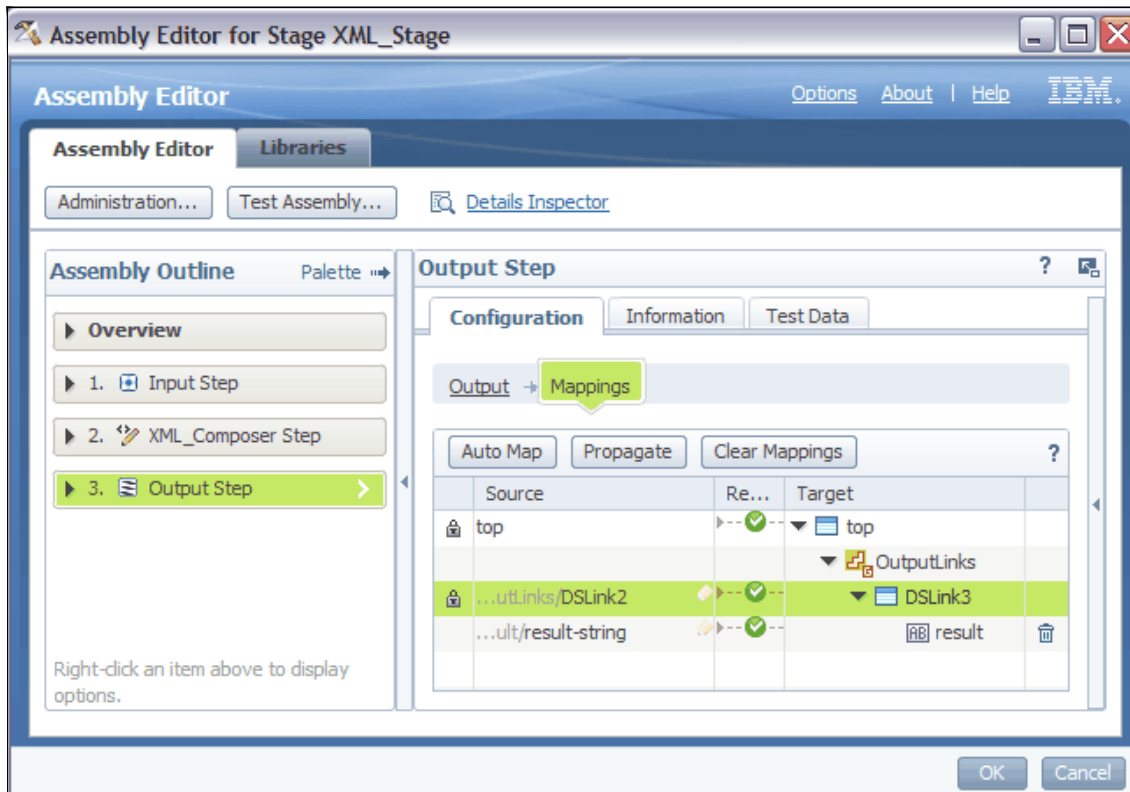 Assembly Editor for Stage XML_Stage
Assembly Editor
Options About | Help IBM.
Assembly Editor Libraries
Administration... Test Assembly... Details Inspector
Assembly Outline Palette
Overview
1. Input Step
2. XML_Composer Step
3. Output Step
Right-click an item above to display
options.
Output Step ?
Configuration Information Test Data
Output Mappings
Auto Map Propagate Clear Mappings ?
Source Re... Target
top top
OutputLinks
...utLinks/DSLink2 DSLink3
...ult/result-string AB result
OK Cancel